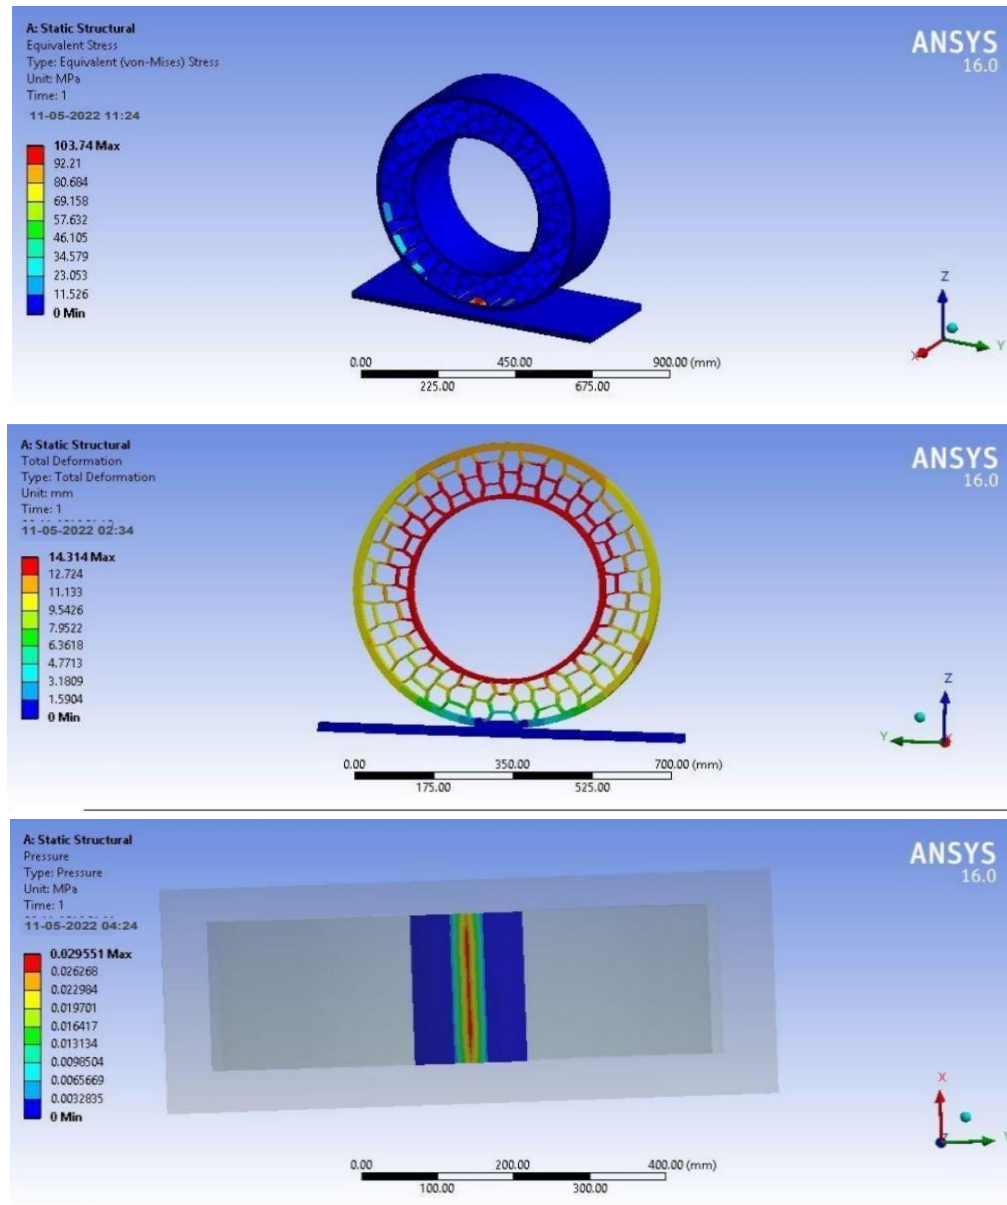 A: Static Structural
Equivalent Stress
Type: Equivalent (von-Mises) Stress
Unit: MPa
Time: 1
11-05-2022 11:24
103.74 Max
92.21
80.684
69.158
57.632
46.105
34.579
23.053
11.526
0 Min
ANSYS
16.0
Z
X
Y
0.00 450.00 900.00 (mm)
225.00 675.00
A: Static Structural
Total Deformation
Type: Total Deformation
Unit: mm
Time: 1
11-05-2022 02:34
14.314 Max
12.724
11.133
9.5426
7.9522
6.3618
4.7713
3.1809
1.5904
0 Min
ANSYS
16.0
Z
Y
X
0.00 350.00 700.00 (mm)
175.00 525.00
A: Static Structural
Pressure
Type: Pressure
Unit: MPa
Time: 1
11-05-2022 04:24
0.029551 Max
0.026268
0.022984
0.019701
0.016417
0.013134
0.0098504
0.0065669
0.0032835
0 Min
ANSYS
16.0
X
Z
Y
0.00 200.00 400.00 (mm)
100.00 300.00